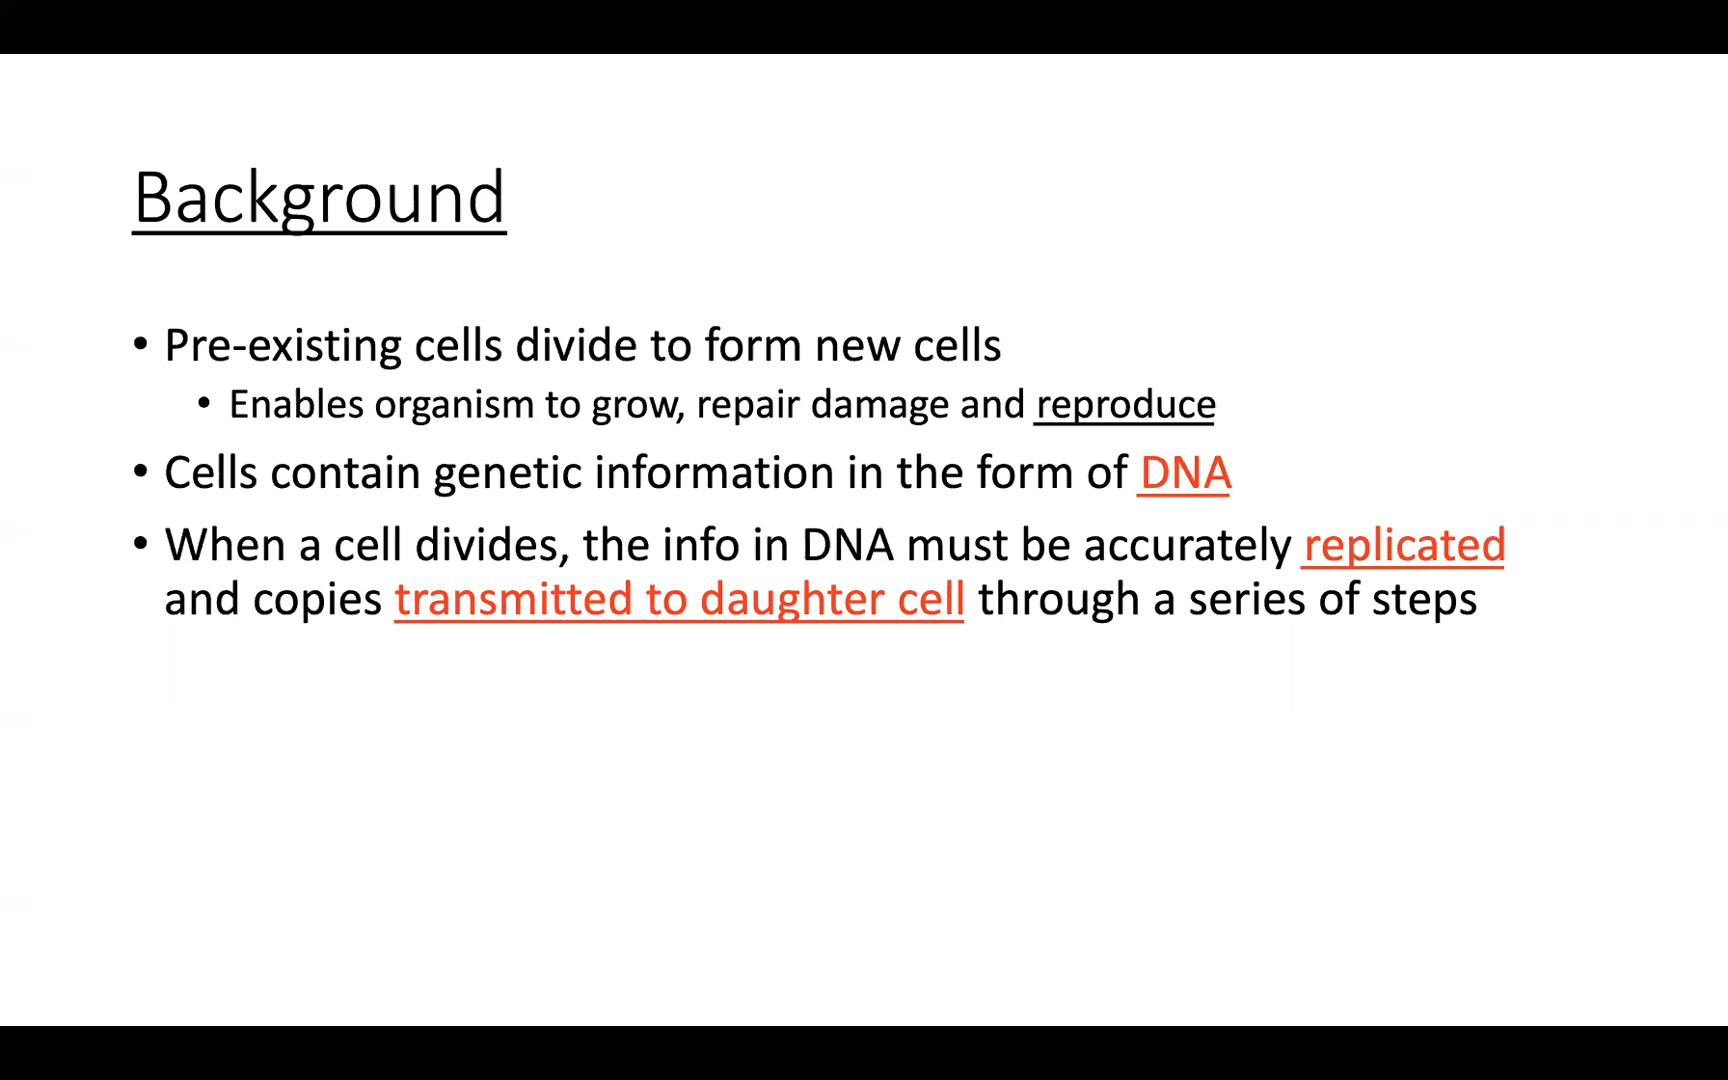 Background
• Pre-existing cells divide to form new cells
• Enables organism to grow, repair damage and reproduce
• Cells contain genetic information in the form of DNA
• When a cell divides, the info in DNA must be accurately replicated
and copies transmitted to daughter cell through a series of steps